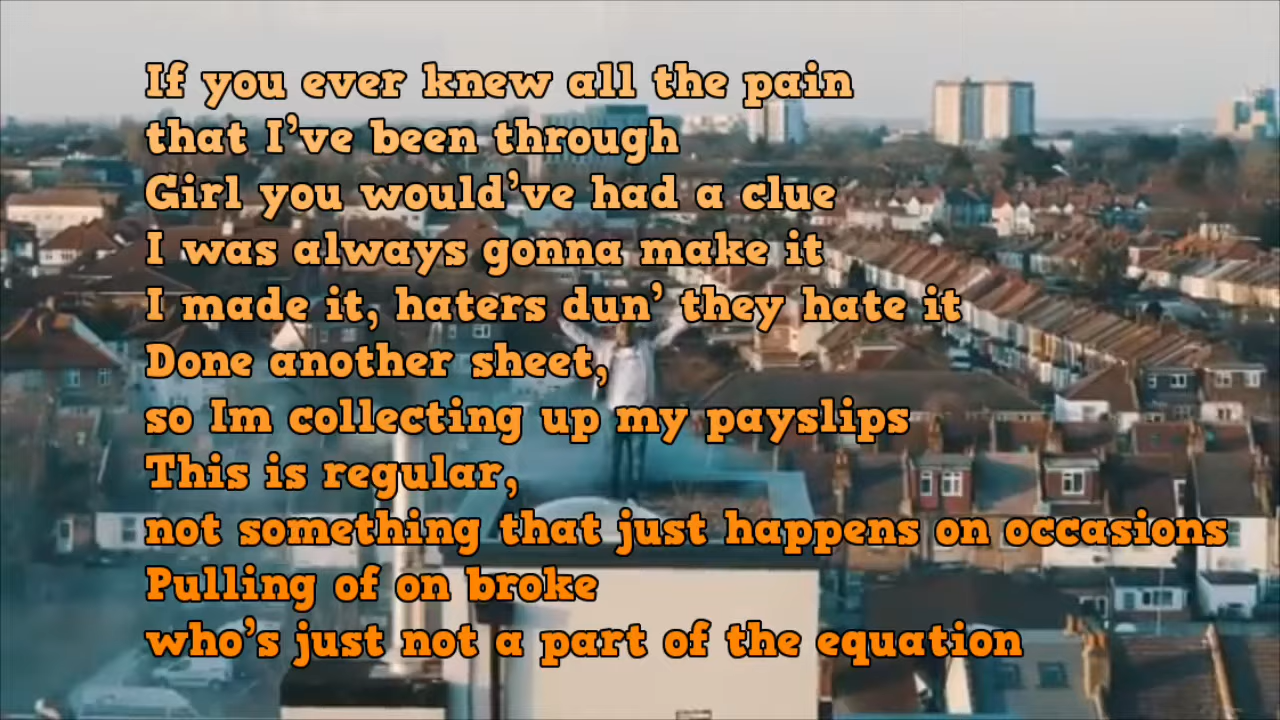 If you ever knew all the pain
that I've been through
Girl you would've had a clue
I was always gonna make it
I made it, haters dun' they hate it
Done another sheet,
so Im collecting up my payslips
This is regular,
not something that just happens on occasions
Pulling of on broke
who's just not a part of the equation